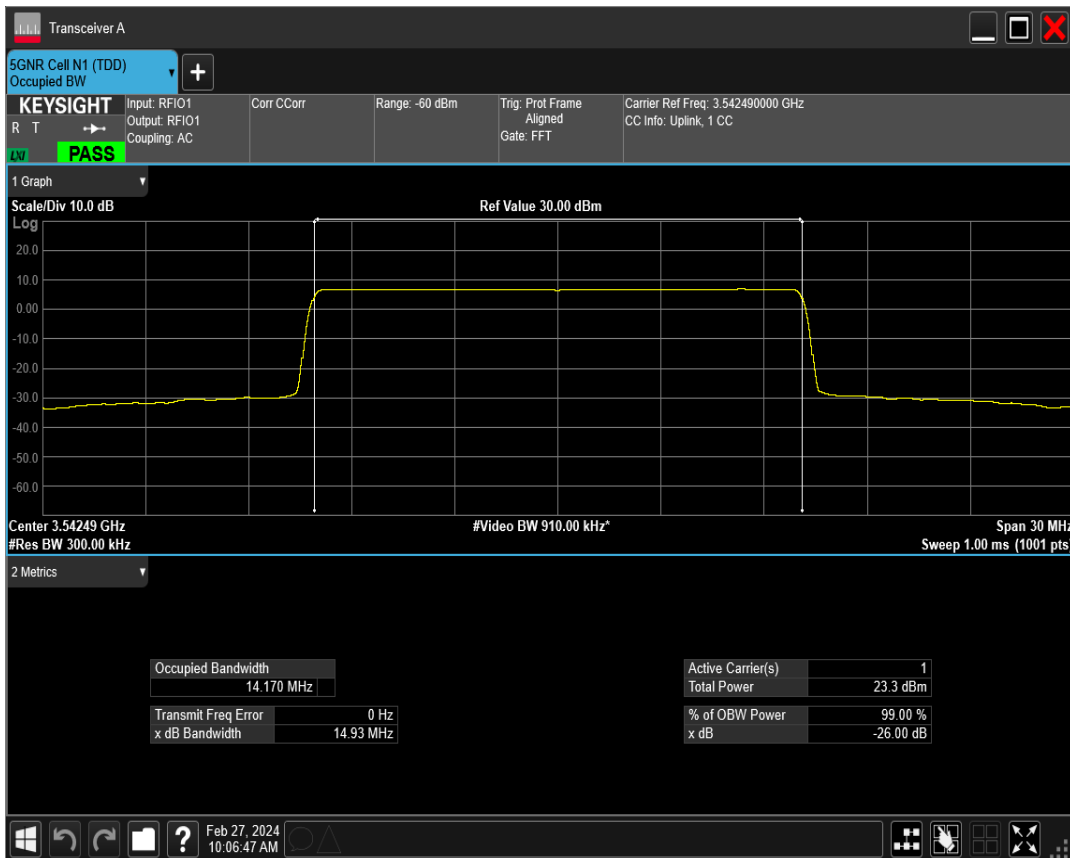 Transceiver A
5GNR Cell N1 (TDD)
Occupied BW
KEYSIGHT
R T
LXI
PASS
Input: RFIO1
Output: RFIO1
Coupling: AC
Corr CCorr
Range: -60 dBm
Trig: Prot Frame
Aligned
Gate: FFT
Carrier Ref Freq: 3.542490000 GHz
CC Info: Uplink, 1 CC
1 Graph
Scale/Div 10.0 dB
Ref Value 30.00 dBm
Log
20.0
10.0
0.00
-10.0
-20.0
-30.0
-40.0
-50.0
-60.0
Center 3.54249 GHz
#Video BW 910.00 kHz*
Span 30 MHz
#Res BW 300.00 kHz
Sweep 1.00 ms (1001 pts)
2 Metrics
Occupied Bandwidth
14.170 MHz
Transmit Freq Error 0 Hz
x dB Bandwidth 14.93 MHz
Active Carrier(s) 1
Total Power 23.3 dBm
% of OBW Power 99.00 %
x dB -26.00 dB
?
Feb 27, 2024
10:06:47 AM